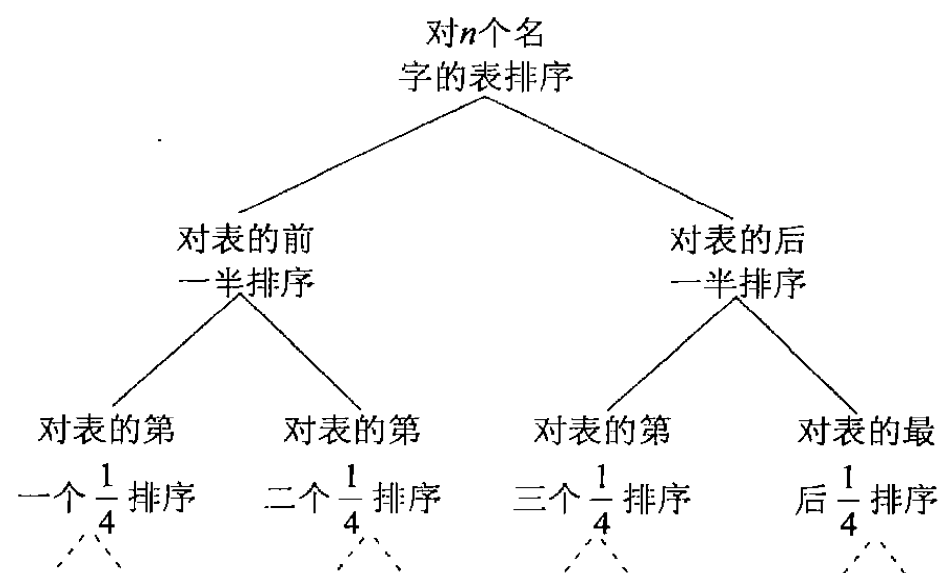 对n个名
字的表排序
对表的前
一半排序
对表的后
一半排序
对表的第
一个 1/4 排序
对表的第
二个 1/4 排序
对表的第
三个 1/4 排序
对表的最
后 1/4 排序